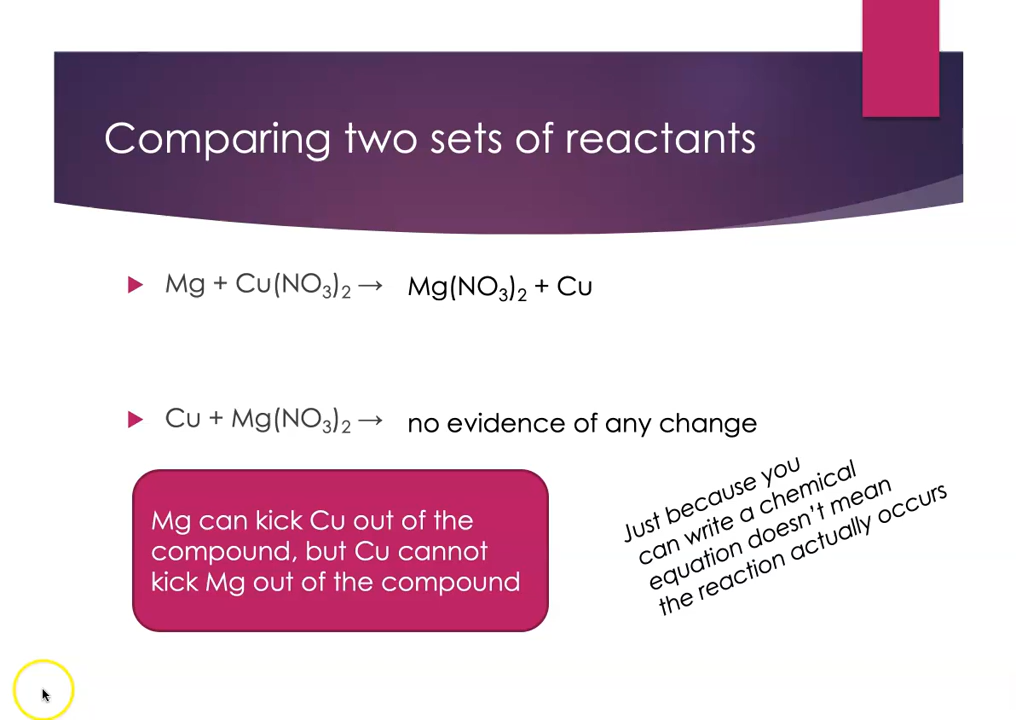 Comparing two sets of reactants
Mg + Cu(NO₃)₂ → Mg(NO₃)₂ + Cu
Cu + Mg(NO₃)₂ → no evidence of any change
Mg can kick Cu out of the
compound, but Cu cannot
kick Mg out of the compound
Just because you
can write a chemical
equation doesn't mean
the reaction actually occurs